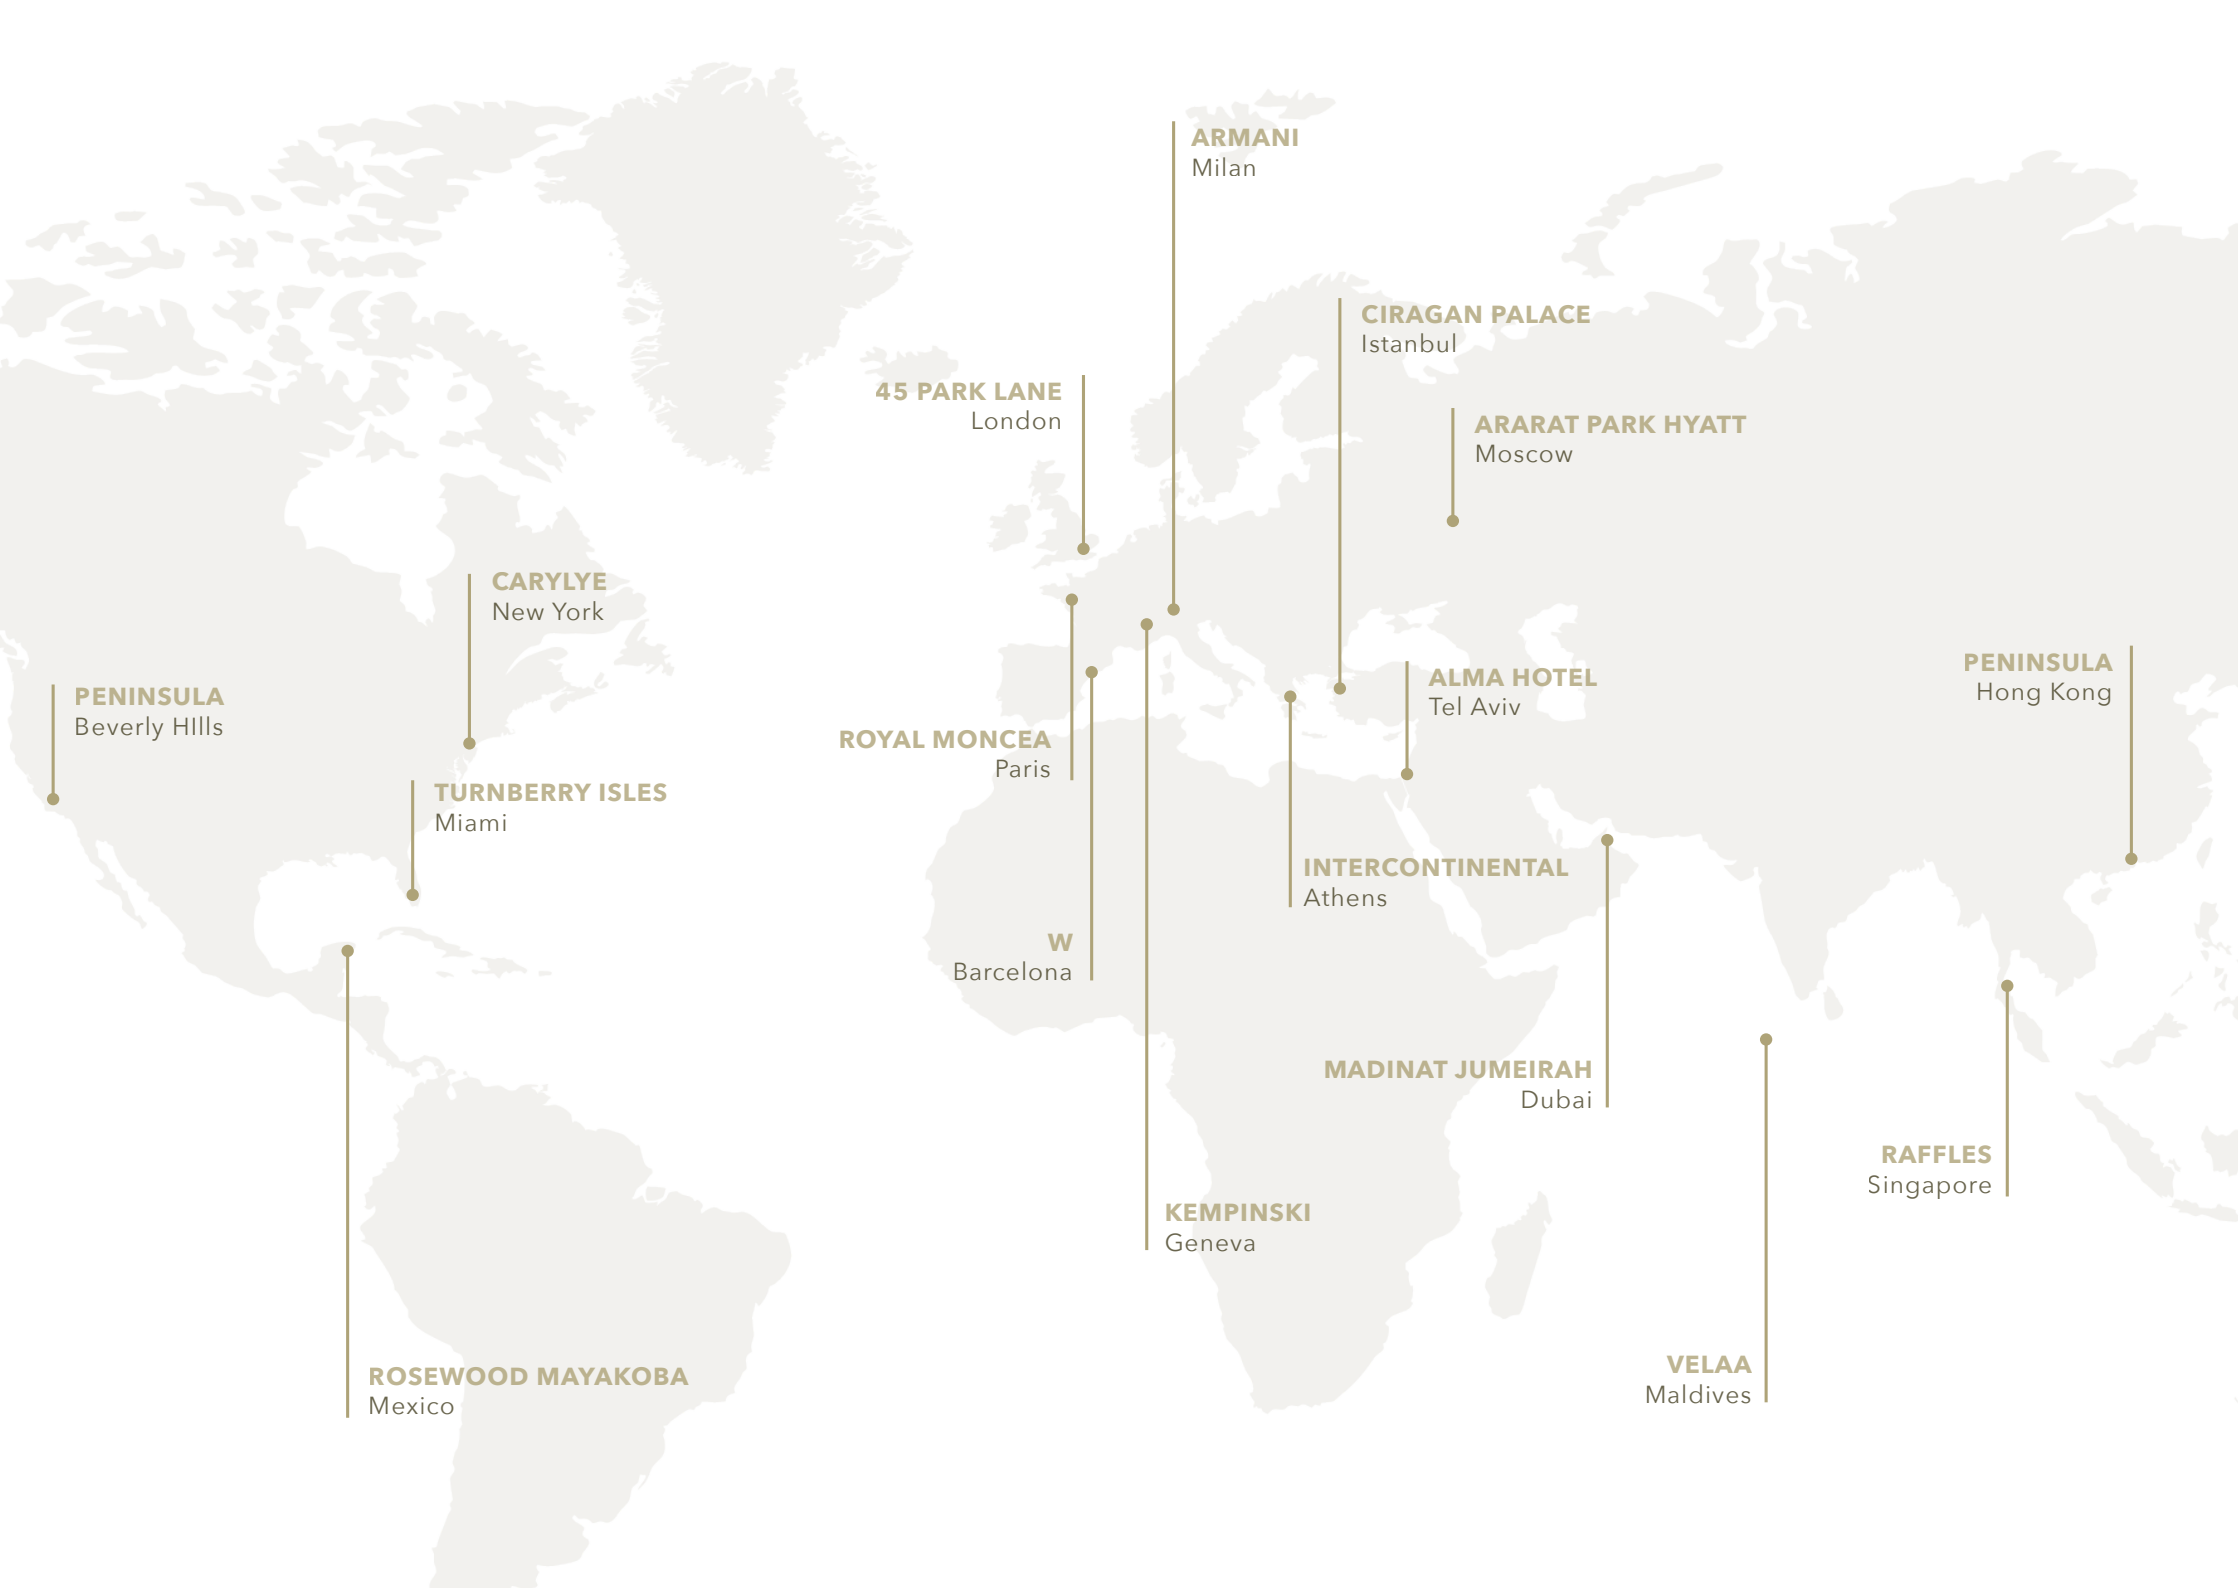 ARMANI
Milan
CIRAGAN PALACE
Istanbul
45 PARK LANE
London
ARARAT PARK HYATT
Moscow
CARYLYE
New York
PENINSULA
Hong Kong
ALMA HOTEL
Tel Aviv
PENINSULA
Beverly HIlls
ROYAL MONCEA
Paris
TURNBERRY ISLES
Miami
INTERCONTINENTAL
Athens
W
Barcelona
MADINAT JUMEIRAH
Dubai
RAFFLES
Singapore
KEMPINSKI
Geneva
VELAA
Maldives
ROSEWOOD MAYAKOBA
Mexico